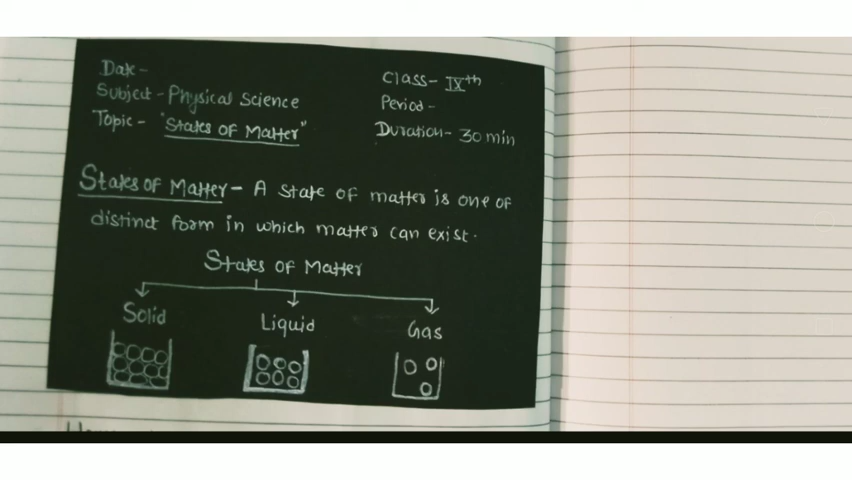 Date -
Class - IXth
Subject - Physical Science
Period -
Topic - "States of Matter"
Duration - 30 min
States of Matter - A state of matter is one of
distinct form in which matter can exist.
States of Matter
Solid
Liquid
Gas